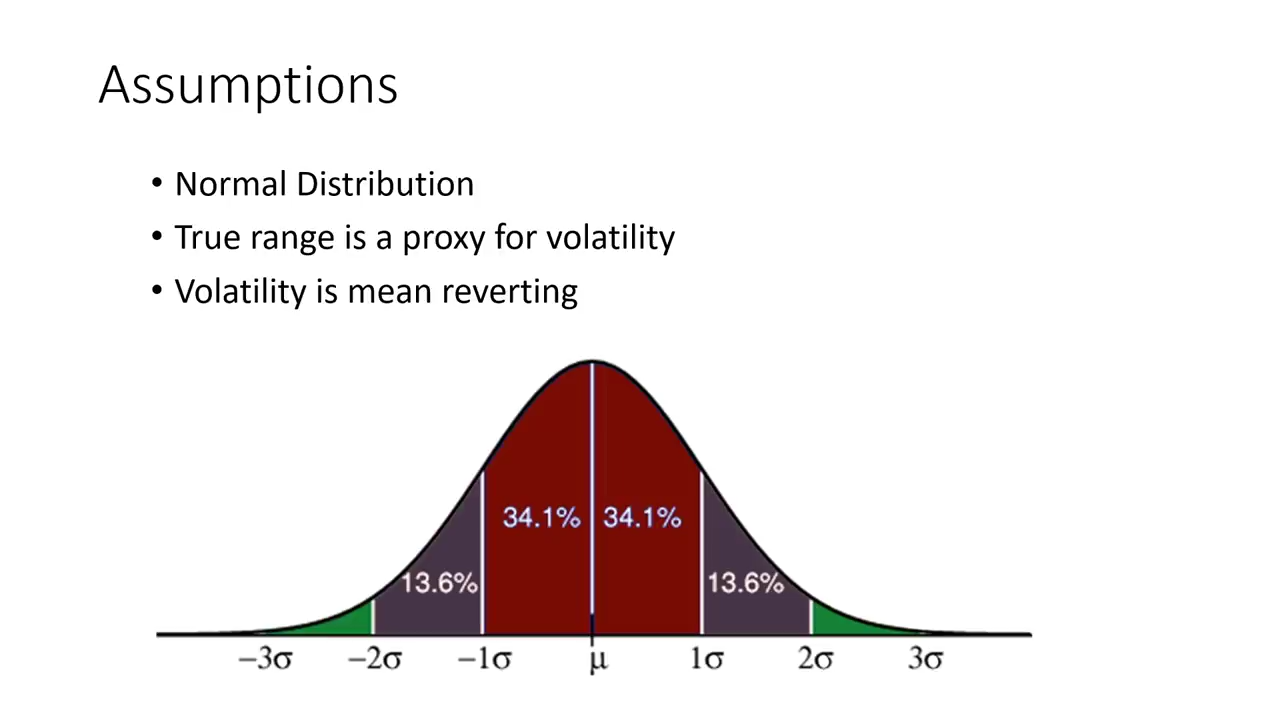 Assumptions
• Normal Distribution
• True range is a proxy for volatility
• Volatility is mean reverting
34.1% 34.1%
13.6% 13.6%
−3σ −2σ −1σ μ 1σ 2σ 3σ